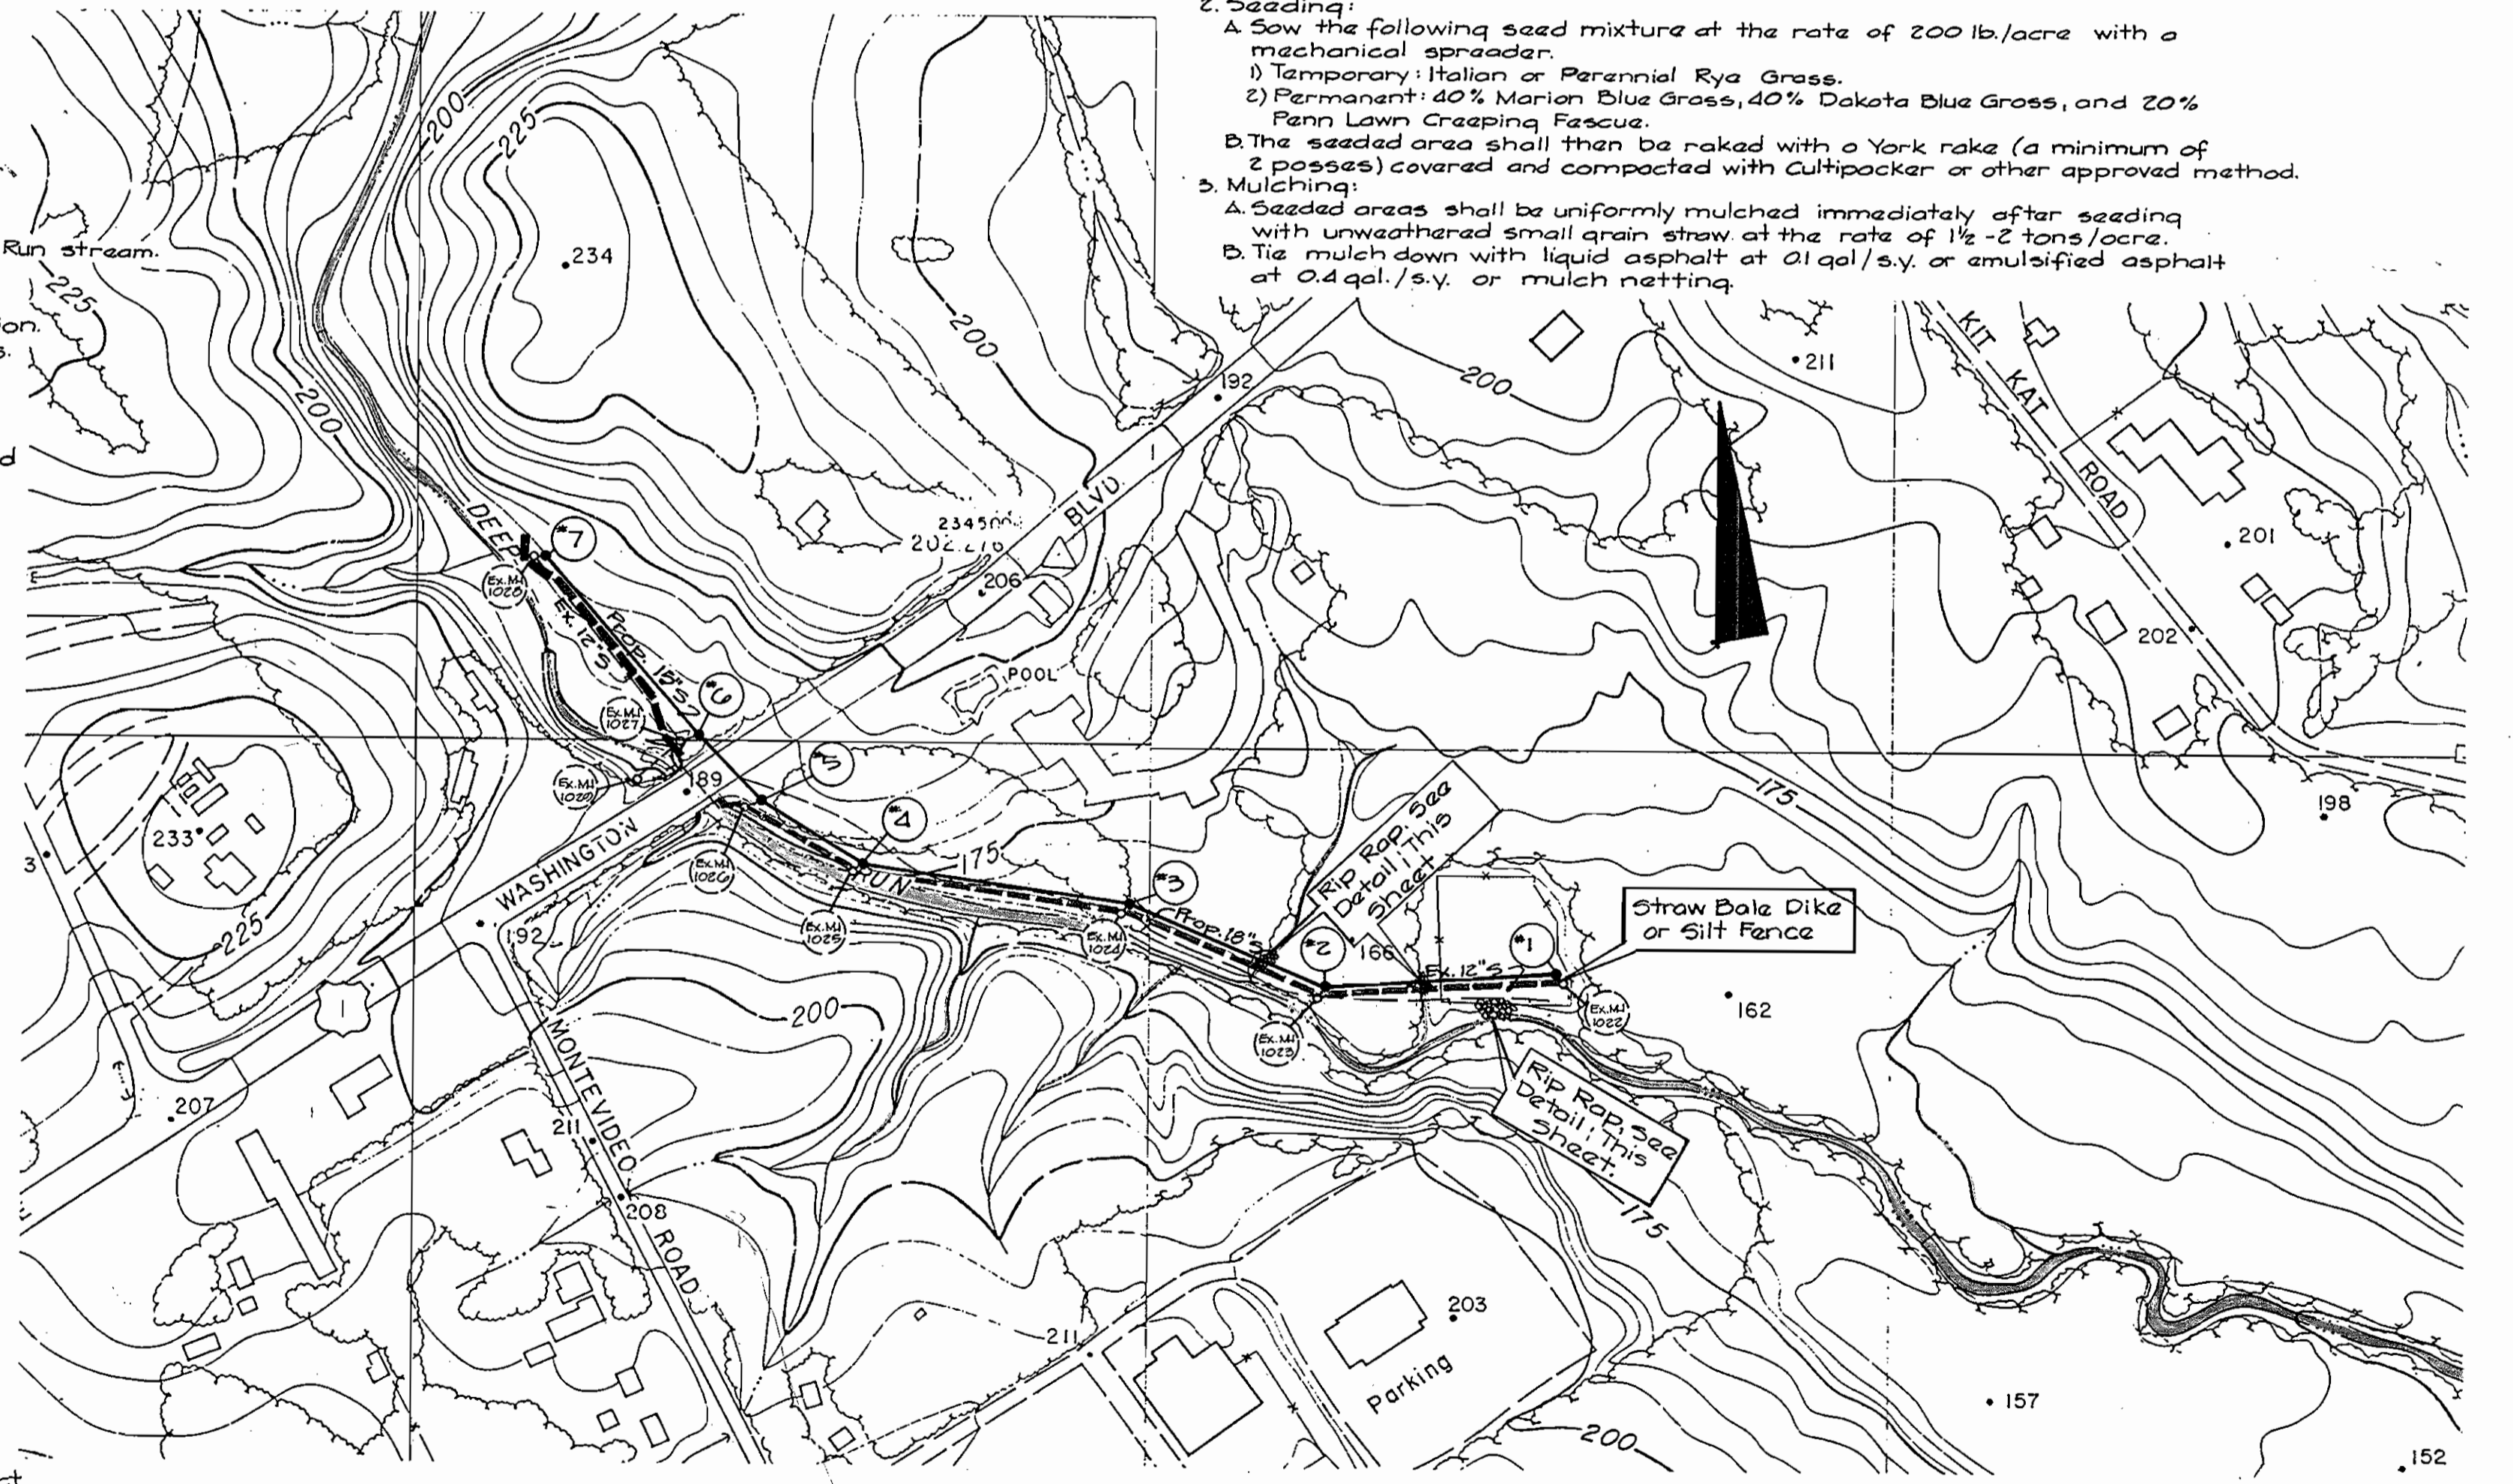 2. Seeding:
A. Sow the following seed mixture at the rate of 200 lb./acre with a
mechanical spreader.
1) Temporary: Italian or Perennial Rye Grass.
2) Permanent: 40% Marion Blue Grass, 40% Dakota Blue Grass, and 20%
Penn Lawn Creeping Fescue.
B. The seeded area shall then be raked with a York rake (a minimum of
2 passes) covered and compacted with Cultipacker or other approved method.
3. Mulching:
A. Seeded areas shall be uniformly mulched immediately after seeding
with unweathered small grain straw at the rate of 1½ - 2 tons/acre.
B. Tie mulch down with liquid asphalt at 0.1 gal/s.y. or emulsified asphalt
at 0.4 gal./s.y. or mulch netting.
Run stream.
on.
s.
d
200
225
234
225
200
200
192
200
211
KIT
KAT
ROAD
201
202
198
DEEP
#7
Ex.MH
1028
Ex. 12"S
Prop. 18"S
#6
Ex.MH
1027
Ex.MH
1029
189
BLVD
206
POOL
#5
#4
175
RUN
Ex.MH
1026
Ex.MH
1025
WASHINGTON
192
233
3
225
1
#3
Prop. 18"S
Ex.MH
1024
Rip Rap, See
Detail, This
Sheet
#2
166
Ex. 12"S
#1
Straw Bale Dike
or Silt Fence
Ex.MH
1022
Ex.MH
1023
162
175
Rip Rap, See
Detail, This
Sheet.
175
200
MONTEVIDEO
ROAD
207
211
208
211
203
Parking
200
157
152